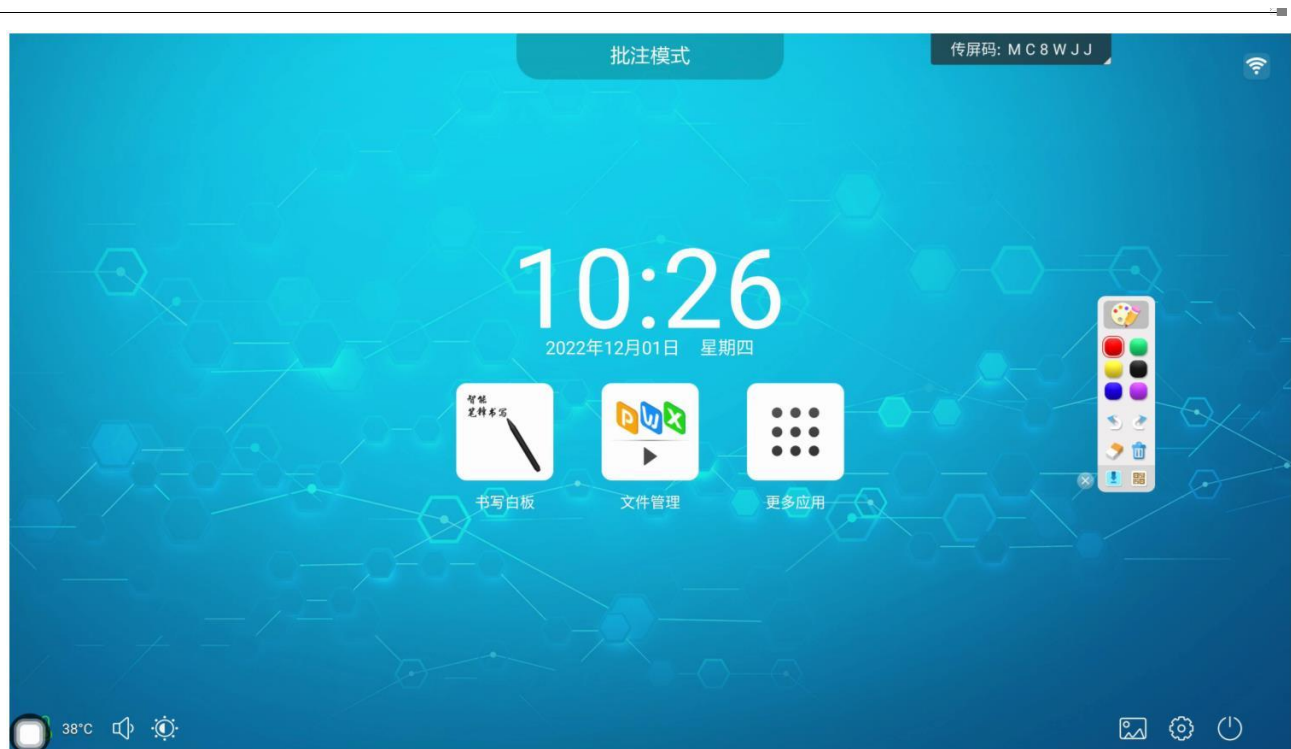 批注模式
传屏码: MC8WJJ
10:26
2022年12月01日 星期四
智能
笔锋书写
P W X
书写白板
文件管理
更多应用
38°C